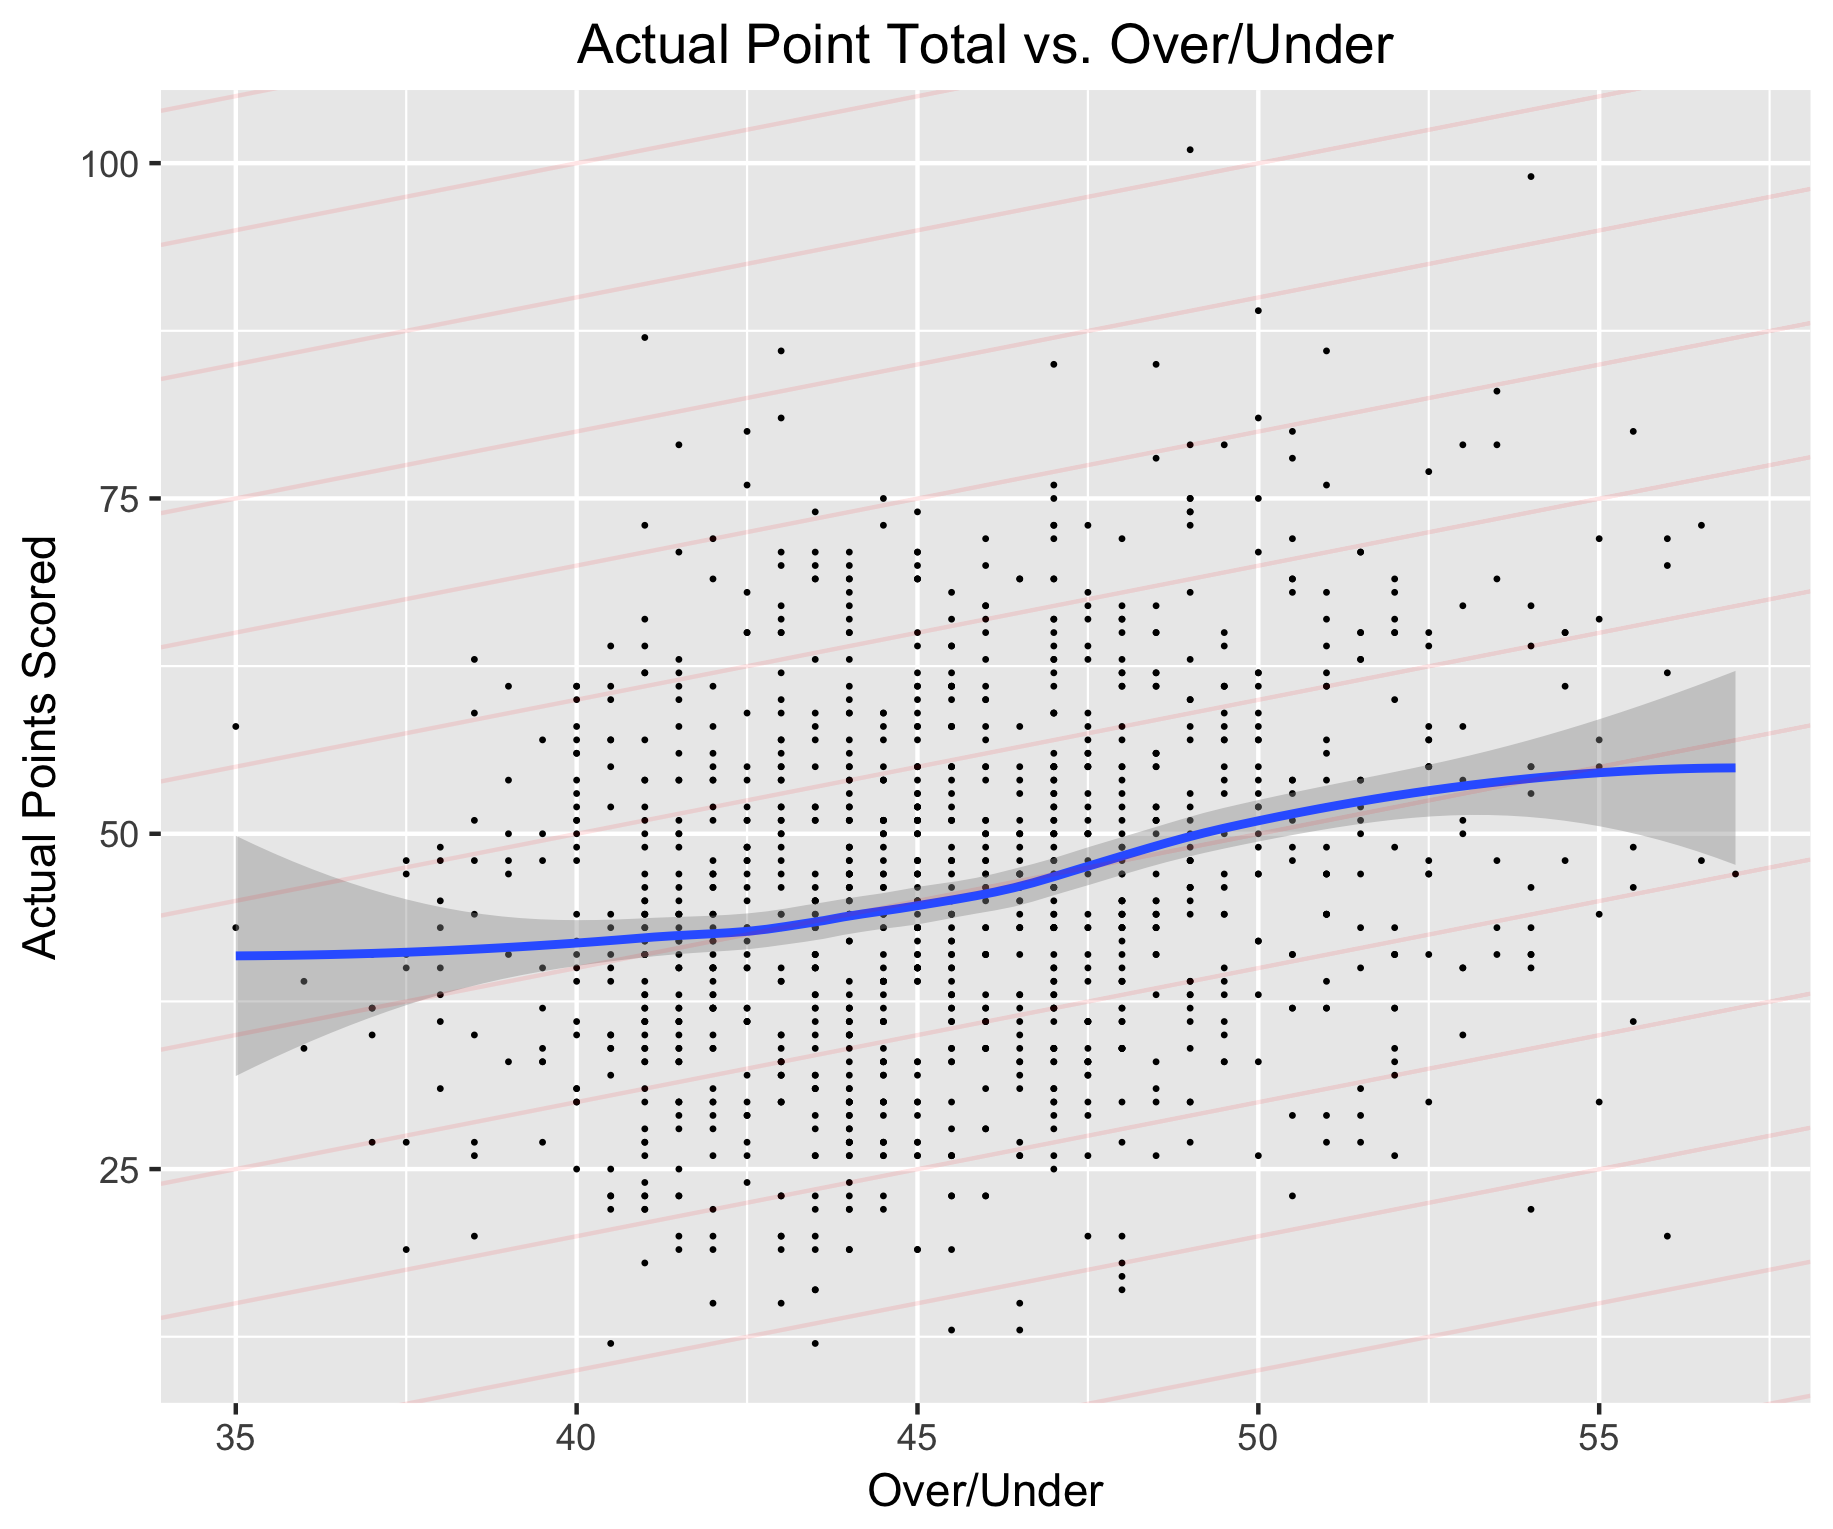 Actual Point Total vs. Over/Under
Actual Points Scored
100
75
50
25
35 40 45 50 55
Over/Under